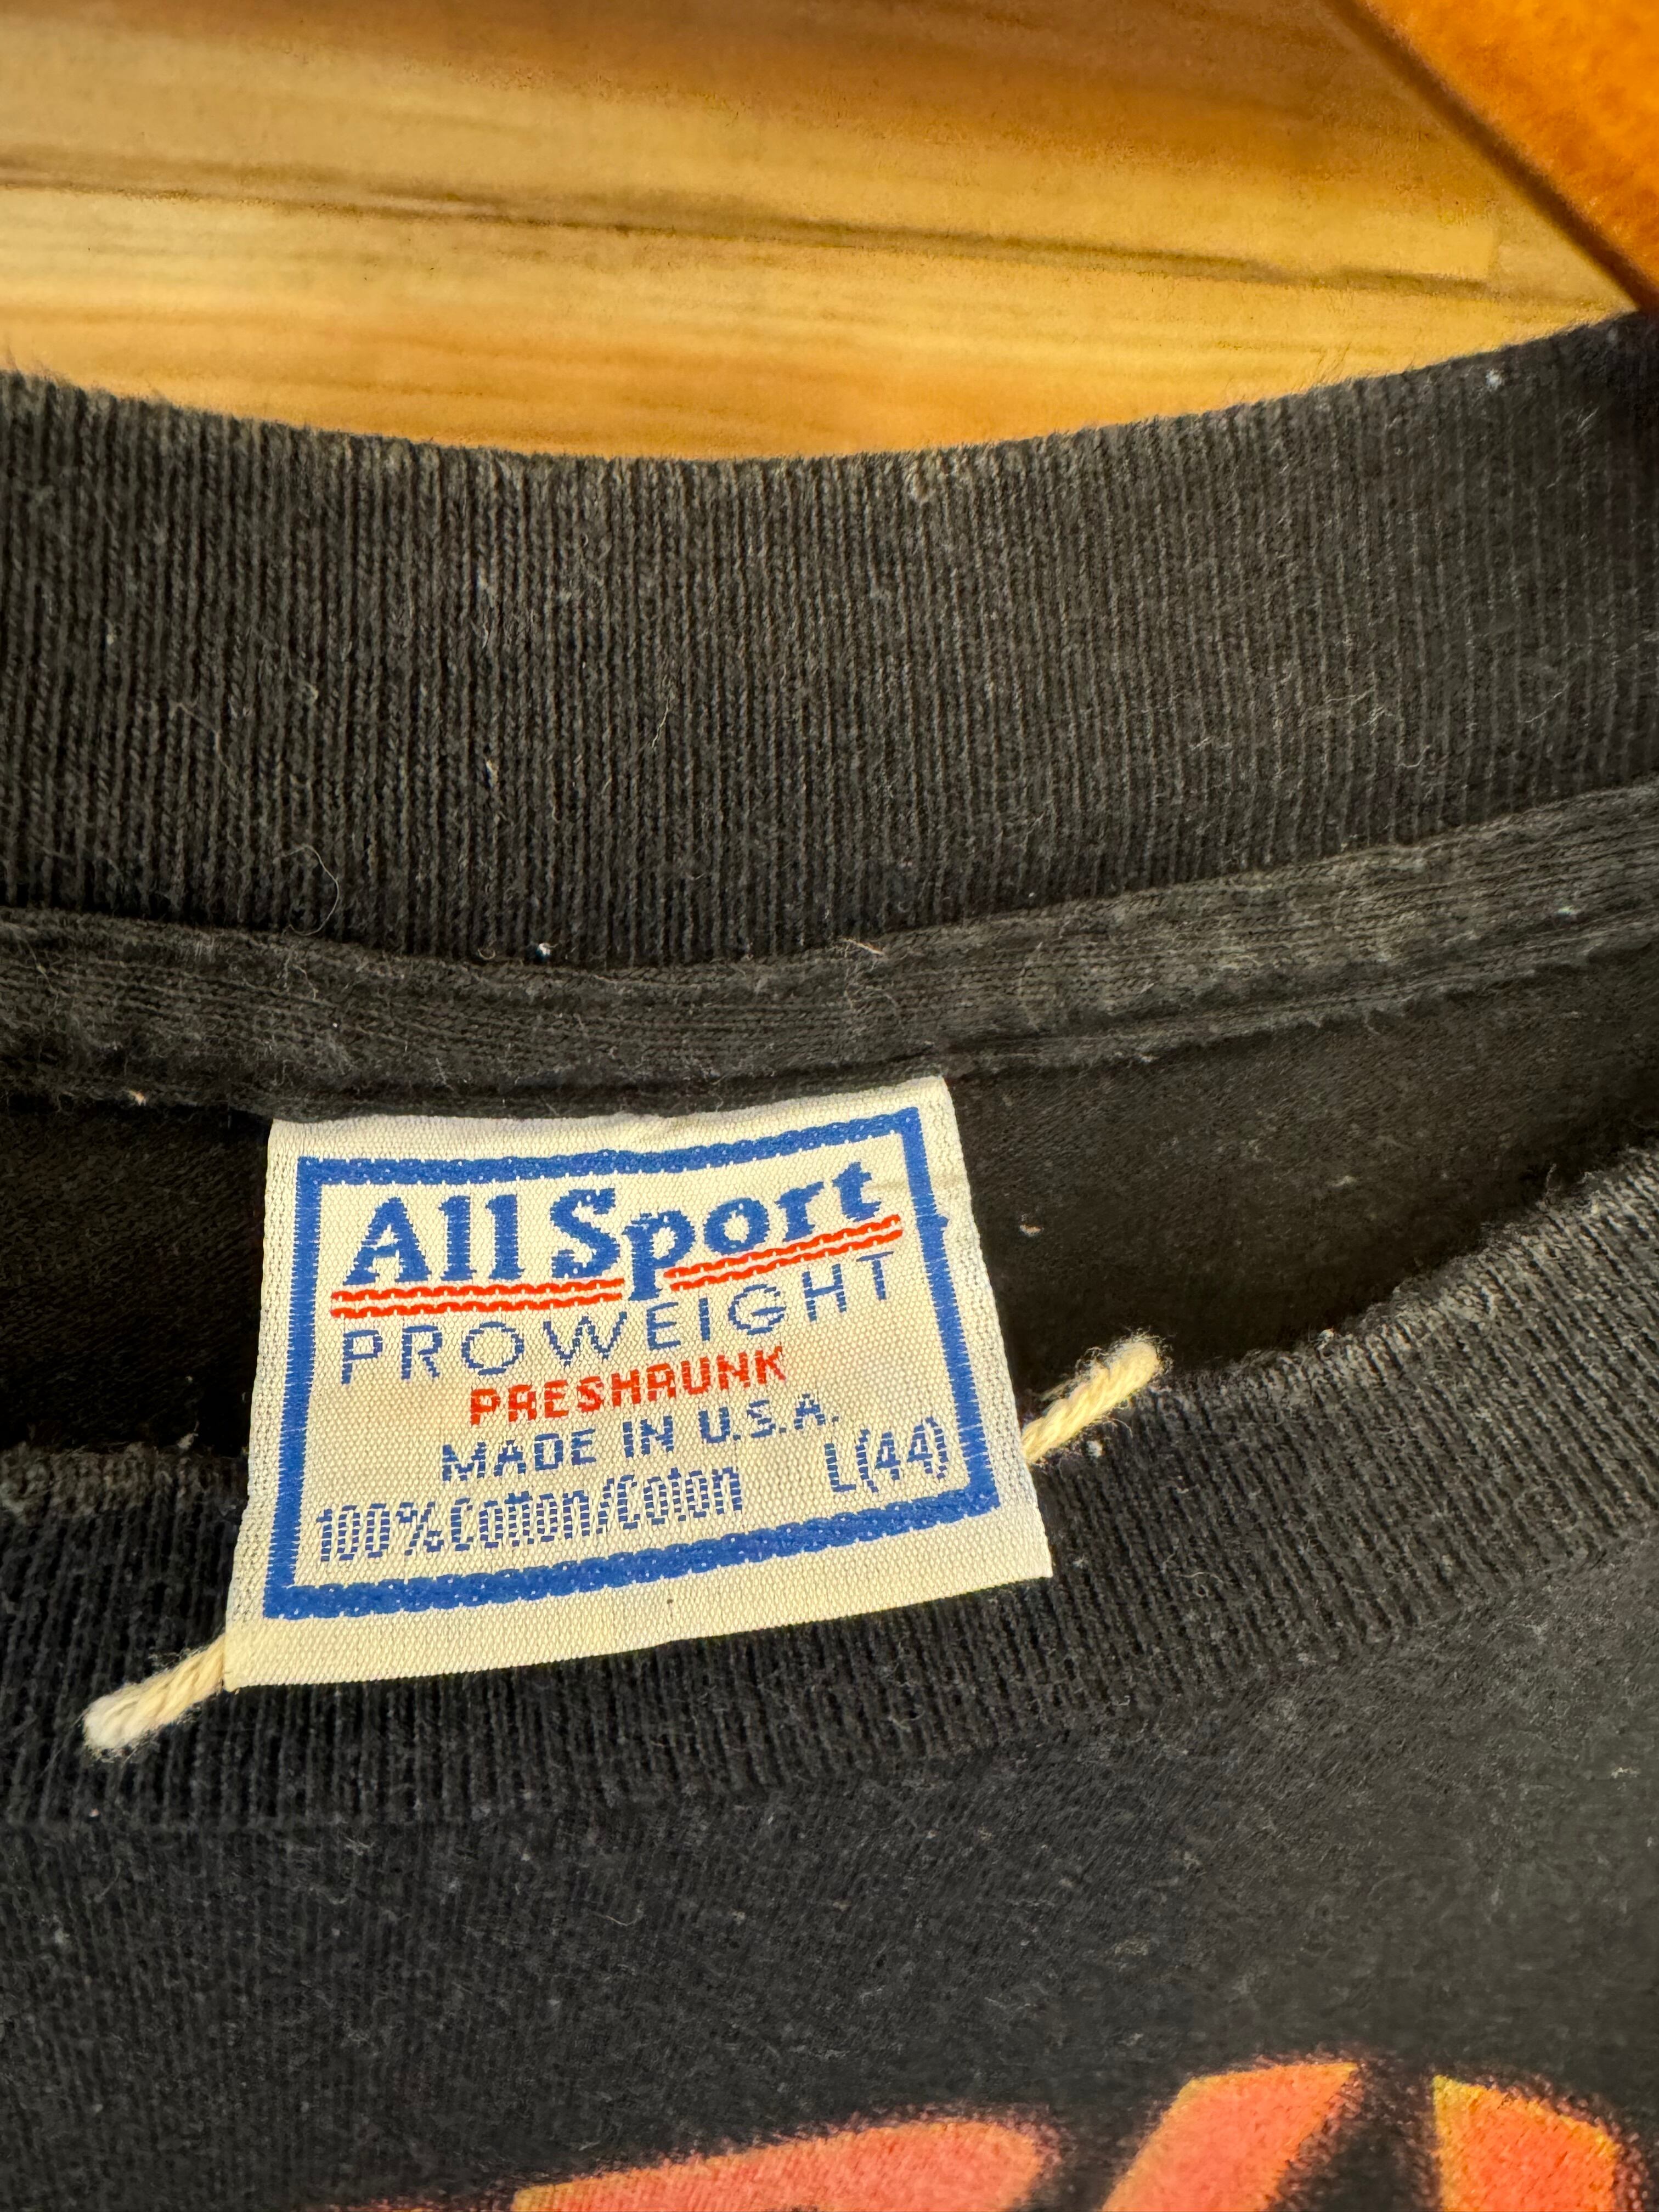 All Sport
PROWEIGHT
PRESHRUNK
MADE IN U.S.A.
100% Cotton/Coton L(44)